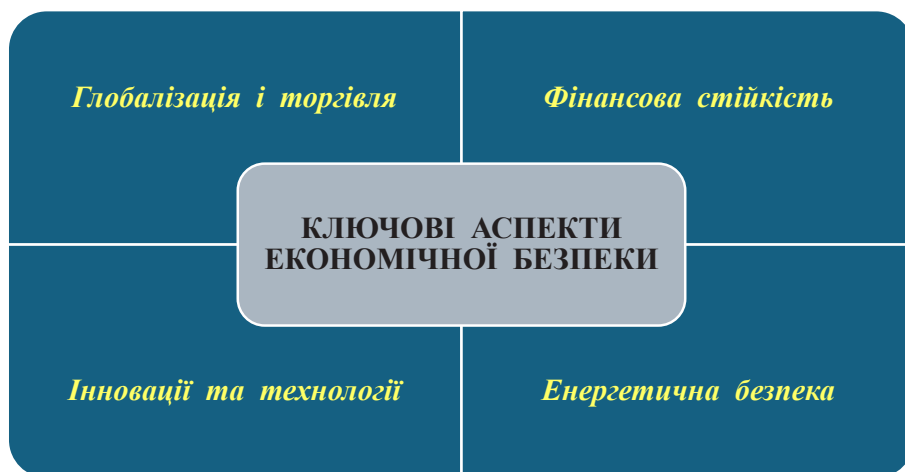 Глобалізація і торгівля
Фінансова стійкість
КЛЮЧОВІ АСПЕКТИ
ЕКОНОМІЧНОЇ БЕЗПЕКИ
Інновації та технології
Енергетична безпека